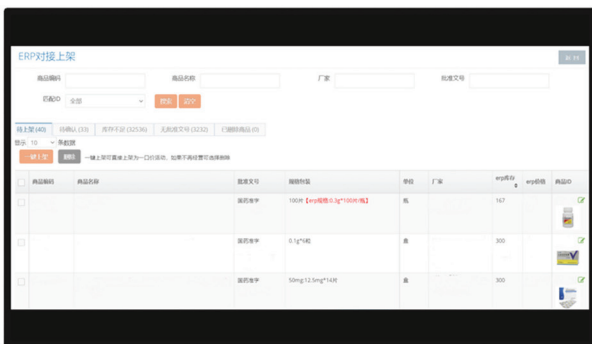 ERP对接上架
商品编码 商品名称 厂家 批准文号
匹配ID 全部 搜索 清空
待上架 (40) 待确认 (33) 库存不足 (32536) 无批准文号 (3232) 已删除商品 (0)
显示 10 条数据
一键上架 删除 一键上架可直接上架为一口价活动，如果不再经营可选择删除
商品编码 商品名称 批准文号 规格包装 单位 厂家 erp库存 erp价格 商品ID
国药准字 100片【erp规格:0.3g*100片/瓶】 瓶 167
国药准字 0.1g*6粒 盒 300
国药准字 50mg:12.5mg*14片 盒 300